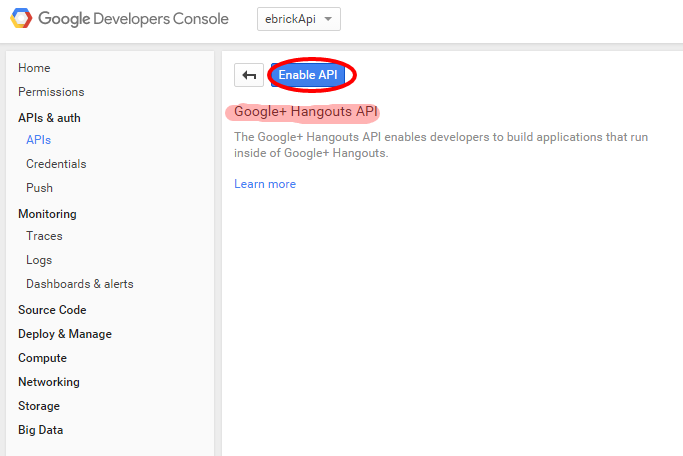 Google Developers Console
ebrickApi
Home
Permissions
APIs & auth
APIs
Credentials
Push
Monitoring
Traces
Logs
Dashboards & alerts
Source Code
Deploy & Manage
Compute
Networking
Storage
Big Data
Enable API
Google+ Hangouts API
The Google+ Hangouts API enables developers to build applications that run
inside of Google+ Hangouts.
Learn more